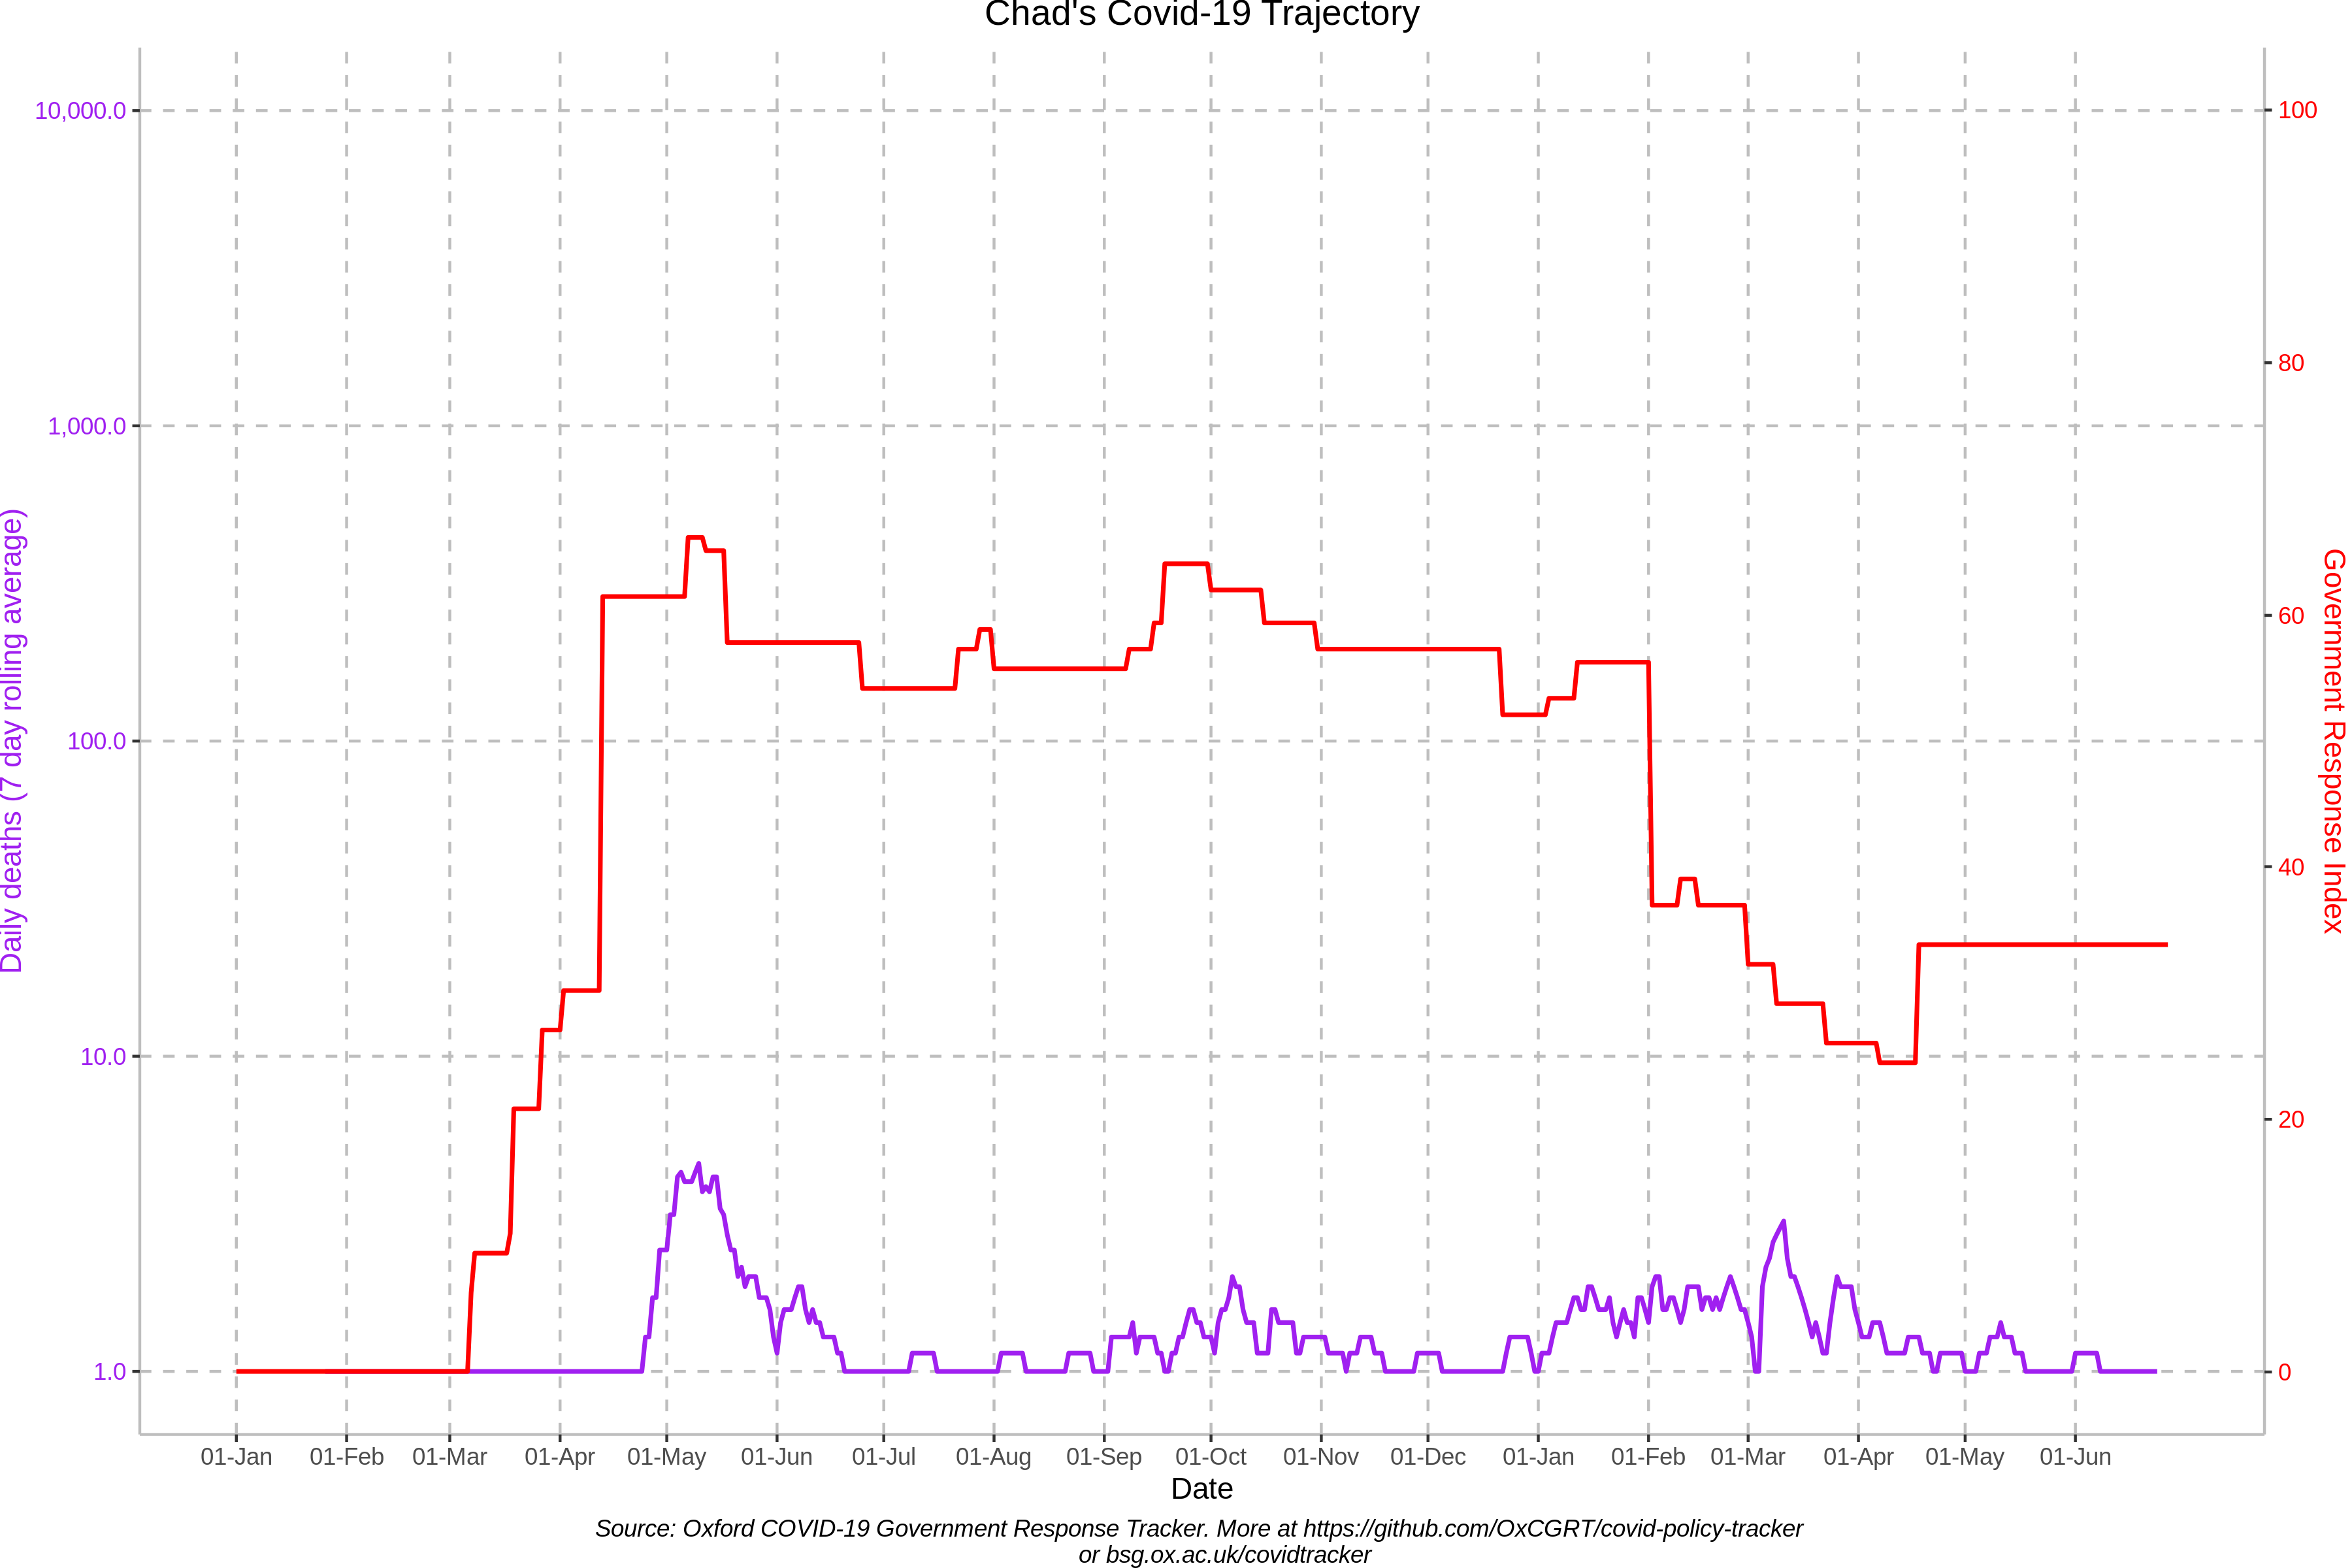 Chad's Covid-19 Trajectory
10,000.0
1,000.0
100.0
10.0
1.0
Daily deaths (7 day rolling average)
100
80
60
40
20
0
Government Response Index
01-Jan 01-Feb 01-Mar 01-Apr 01-May 01-Jun 01-Jul 01-Aug 01-Sep 01-Oct 01-Nov 01-Dec 01-Jan 01-Feb 01-Mar 01-Apr 01-May 01-Jun
Date
Source: Oxford COVID-19 Government Response Tracker. More at https://github.com/OxCGRT/covid-policy-tracker
or bsg.ox.ac.uk/covidtracker